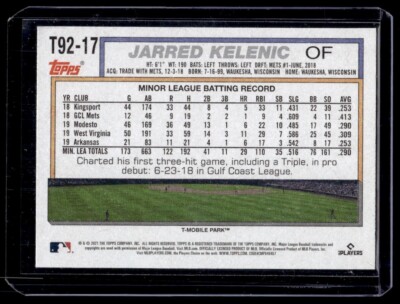 T92-17
JARRED KELENIC OF
Topps
HT: 6'1" WT: 190 BATS: LEFT THROWS: LEFT DRFT: METS #1-JUNE, 2018
ACQ: TRADE WITH METS, 12-3-18 BORN: 7-16-99, WAUKESHA, WISCONSIN HOME: WAUKESHA, WISCONSIN
MINOR LEAGUE BATTING RECORD
YR CLUB G AB R H 2B 3B HR RBI SB SLG BB SO AVG
18 Kingsport 44 174 33 44 8 4 5 33 11 .431 22 39 .253
18 GCL Mets 12 46 9 19 2 2 1 9 4 .609 4 11 .413
19 Modesto 46 169 36 49 13 1 6 22 10 .485 17 49 .290
19 West Virginia 50 191 33 59 14 3 11 29 7 .586 25 45 .309
19 Arkansas 21 83 11 21 4 1 6 17 3 .542 8 17 .253
MIN. LEA TOTALS 173 663 122 192 41 11 29 110 35 .516 76 161 .290
Charted his first three-hit game, including a Triple, in pro
debut: 6-23-18 in Gulf Coast League.
T-MOBILE PARK™
PLAYERS